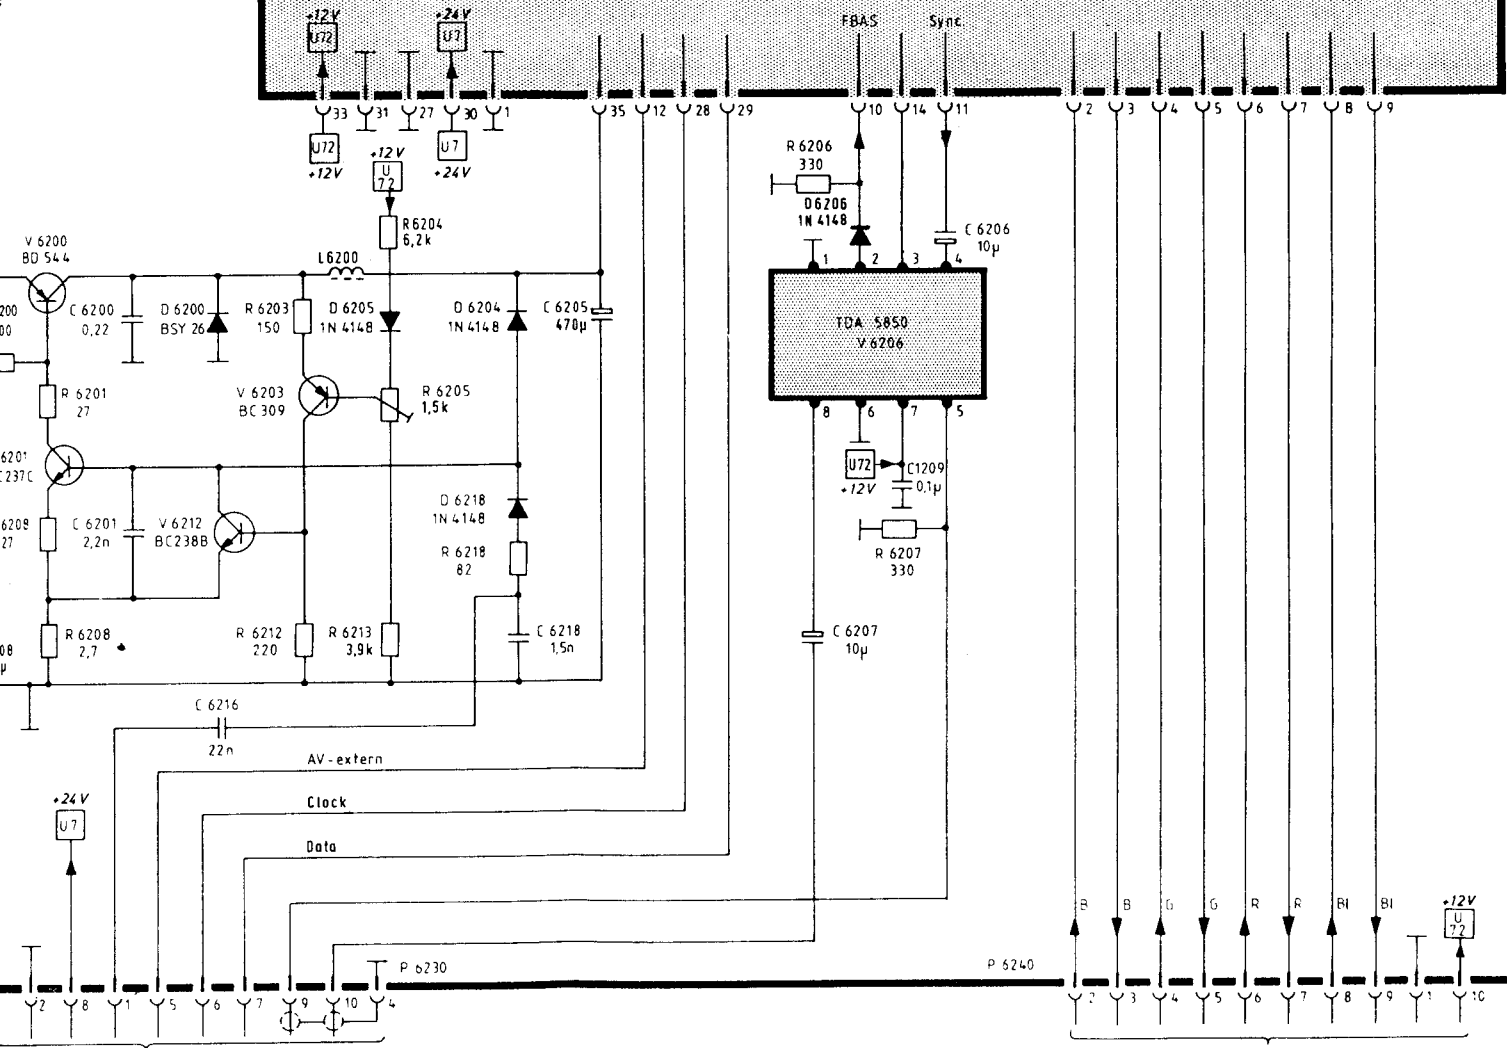 +12V
+24V
FBAS
Sync
U72
U7
33
31
27
30
1
35
12
28
29
10
14
11
2
3
4
5
6
7
8
9
U72
+12V
+12V
U
72
U7
+24V
R 6206
330
D6206
1N 4148
R 6204
6,2k
C 6206
10µ
V 6200
BD 544
L6200
1
2
3
4
C 6200
0,22
D 6200
BSY 26
R 6203
150
D 6205
1N 4148
D 6204
1N 4148
C 6205
470µ
TDA 5850
V 6206
R 6201
27
V 6203
BC 309
R 6205
1,5k
8
6
7
5
6201
C237C
U72
+12V
C1209
0,1µ
6208
27
C 6201
2,2n
V 6212
BC238B
D 6218
1N 4148
R 6218
82
R 6207
330
R 6208
2,7
R 6212
220
R 6213
3,9k
C 6218
1,5n
C 6207
10µ
C 6216
22n
AV-extern
+24V
U7
Clock
Data
B
B
G
G
R
R
Bl
Bl
+12V
U
72
P 6230
P 6240
2
8
1
5
6
7
9
10
4
2
3
4
5
6
7
8
9
1
10